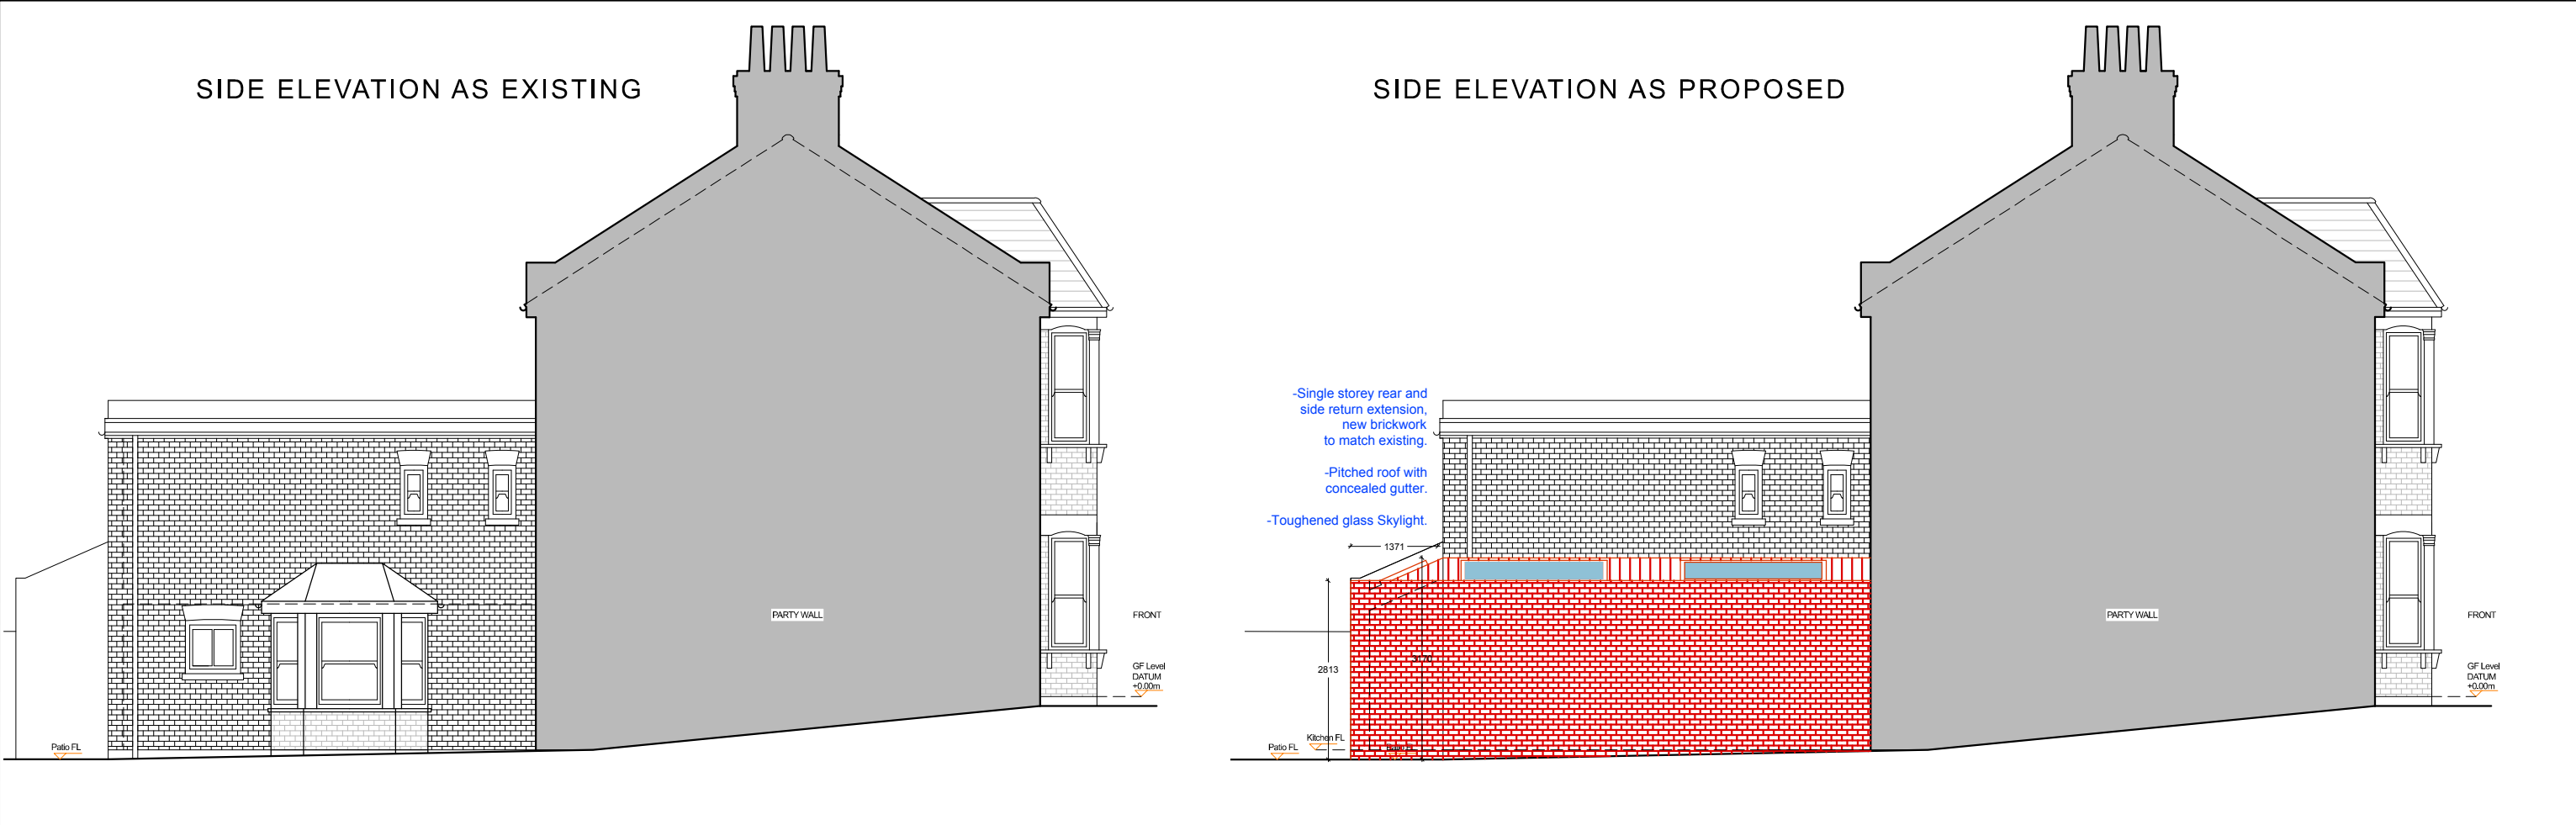 SIDE ELEVATION AS EXISTING
PARTY WALL
FRONT
GF Level
DATUM
+0.00m
Patio FL
SIDE ELEVATION AS PROPOSED
-Single storey rear and
side return extension,
new brickwork
to match existing.
-Pitched roof with
concealed gutter.
-Toughened glass Skylight.
1371
2813
3170
PARTY WALL
FRONT
GF Level
DATUM
+0.00m
Kitchen FL
Patio FL